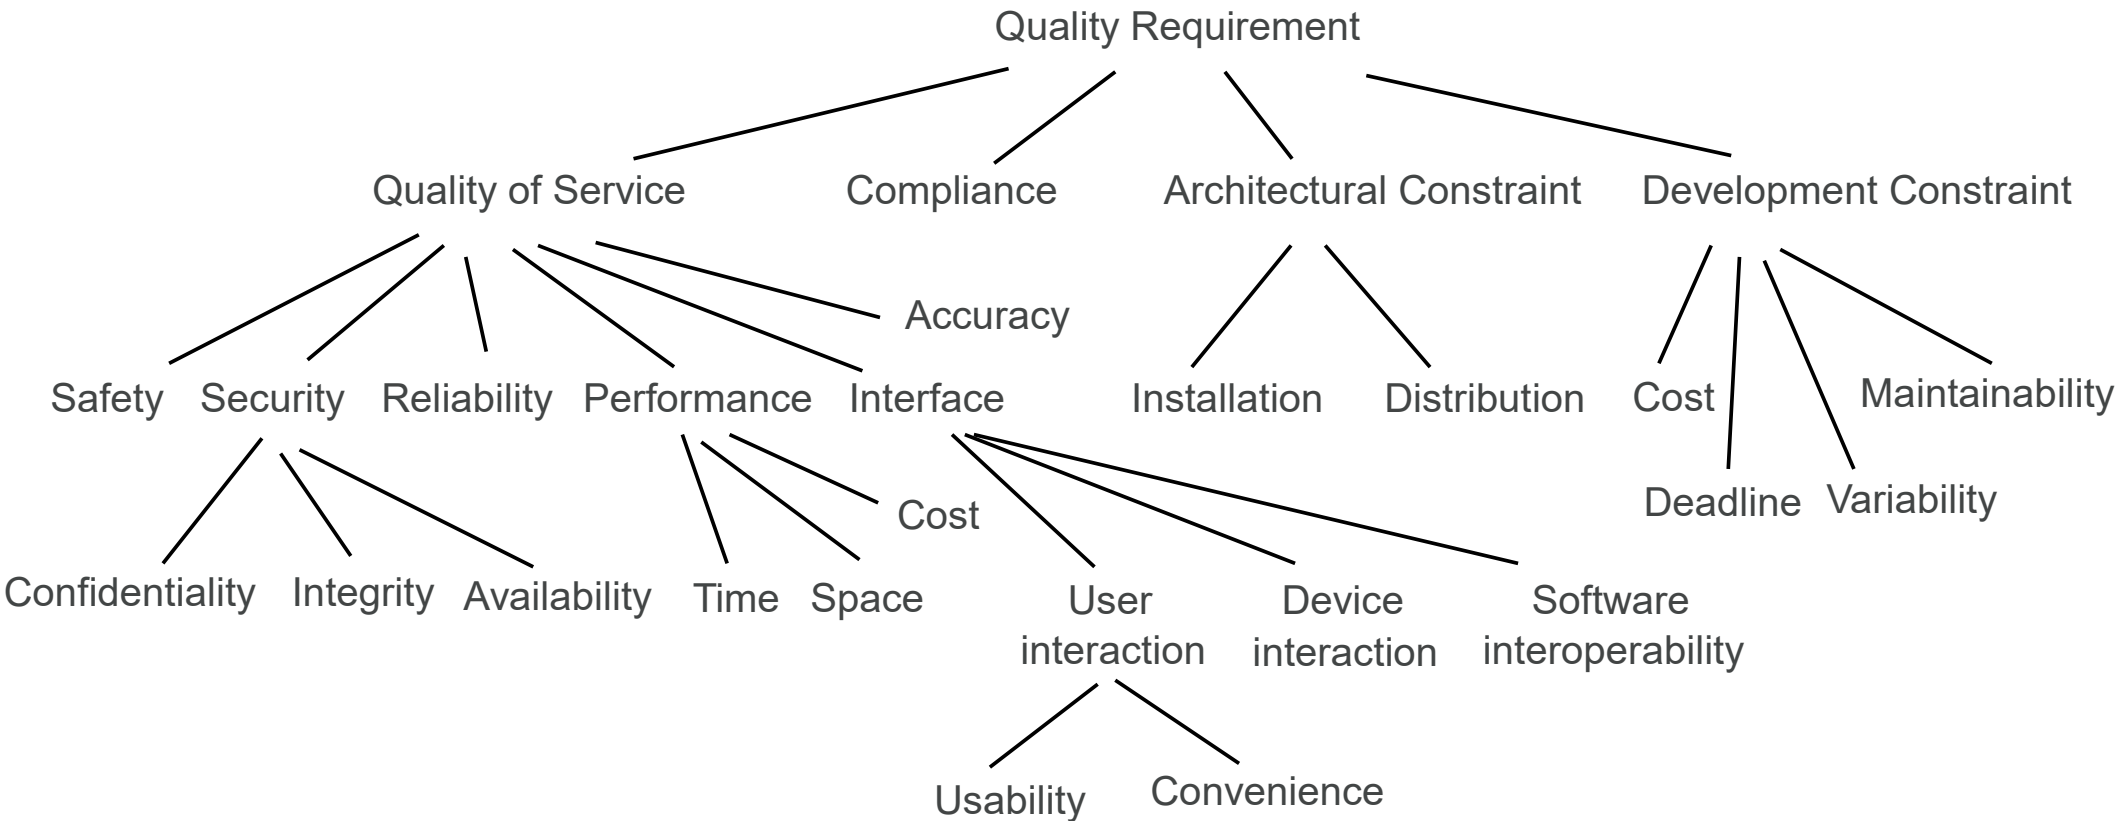 Quality Requirement
Quality of Service
Compliance
Architectural Constraint
Development Constraint
Accuracy
Safety
Security
Reliability
Performance
Interface
Installation
Distribution
Cost
Maintainability
Cost
Deadline
Variability
Confidentiality
Integrity
Availability
Time
Space
User
interaction
Device
interaction
Software
interoperability
Usability
Convenience